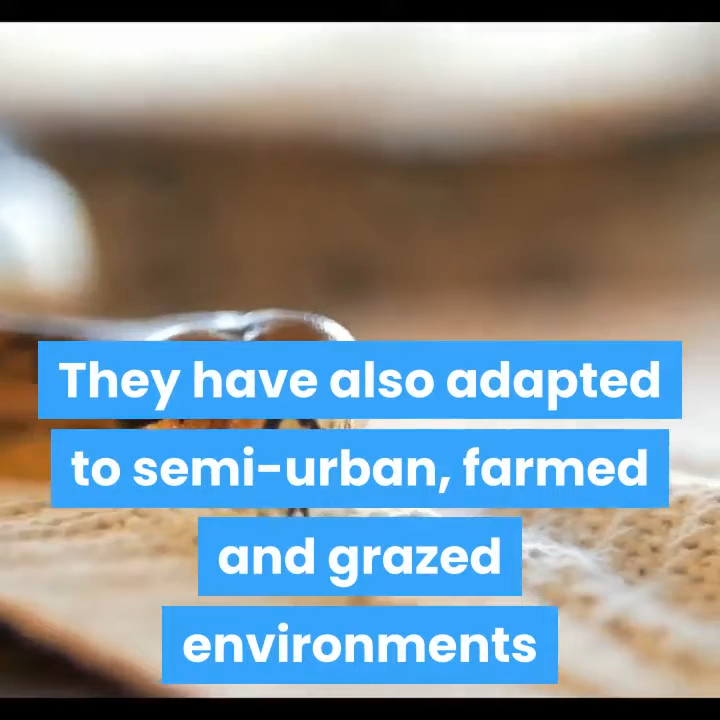 They have also adapted
to semi-urban, farmed
and grazed
environments